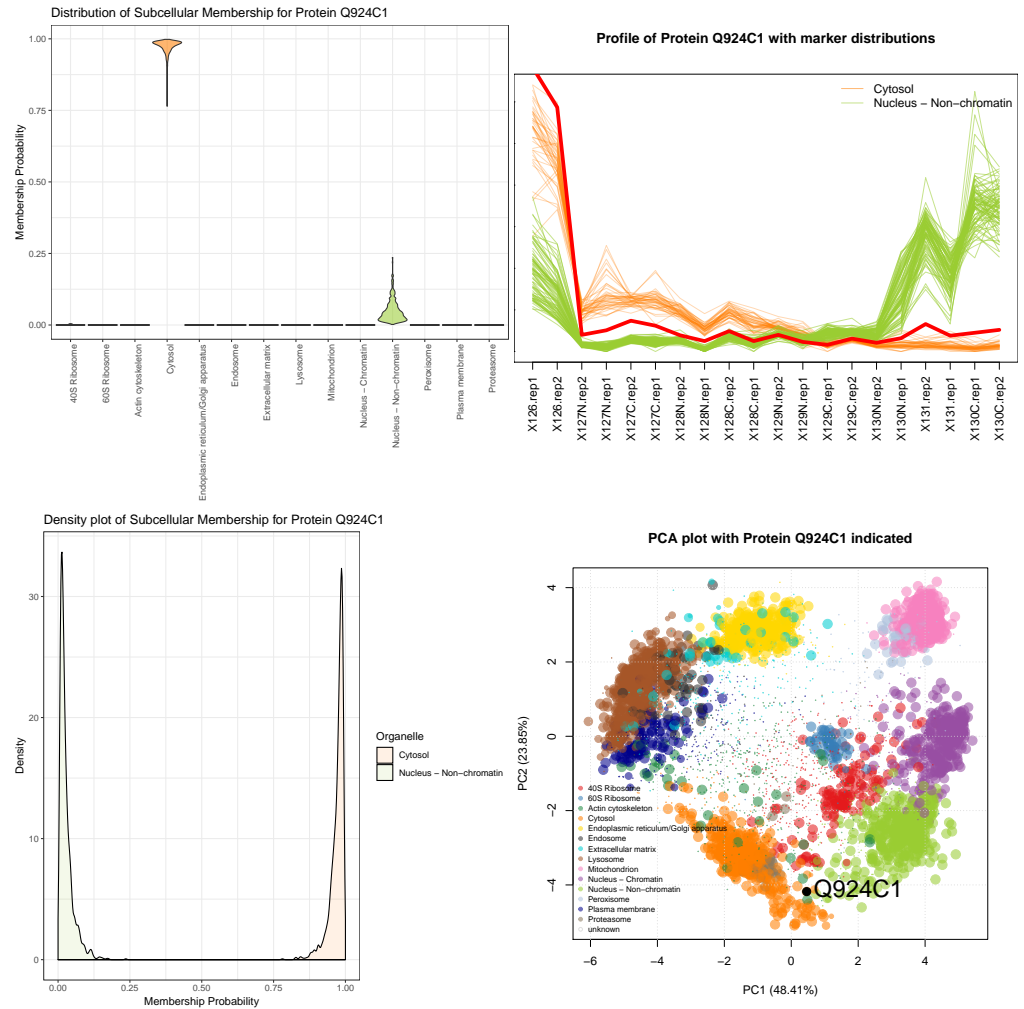 Distribution of Subcellular Membership for Protein Q924C1
Membership Probability
1.00
0.75
0.50
0.25
0.00
40S Ribosome
60S Ribosome
Actin cytoskeleton
Cytosol
Endoplasmic reticulum/Golgi apparatus
Endosome
Extracellular matrix
Lysosome
Mitochondrion
Nucleus − Chromatin
Nucleus − Non−chromatin
Peroxisome
Plasma membrane
Proteasome
Profile of Protein Q924C1 with marker distributions
Cytosol
Nucleus − Non−chromatin
X126.rep1
X126.rep2
X127N.rep2
X127N.rep1
X127C.rep2
X127C.rep1
X128N.rep2
X128N.rep1
X128C.rep2
X128C.rep1
X129N.rep2
X129N.rep1
X129C.rep1
X129C.rep2
X130N.rep2
X130N.rep1
X131.rep2
X131.rep1
X130C.rep1
X130C.rep2
Density plot of Subcellular Membership for Protein Q924C1
Density
30
20
10
0
0.00
0.25
0.50
0.75
1.00
Membership Probability
Organelle
Cytosol
Nucleus − Non−chromatin
PCA plot with Protein Q924C1 indicated
PC2 (23.85%)
4
2
0
−2
−4
40S Ribosome
60S Ribosome
Actin cytoskeleton
Cytosol
Endoplasmic reticulum/Golgi apparatus
Endosome
Extracellular matrix
Lysosome
Mitochondrion
Nucleus − Chromatin
Nucleus − Non−chromatin
Peroxisome
Plasma membrane
Proteasome
unknown
Q924C1
−6
−4
−2
0
2
4
PC1 (48.41%)